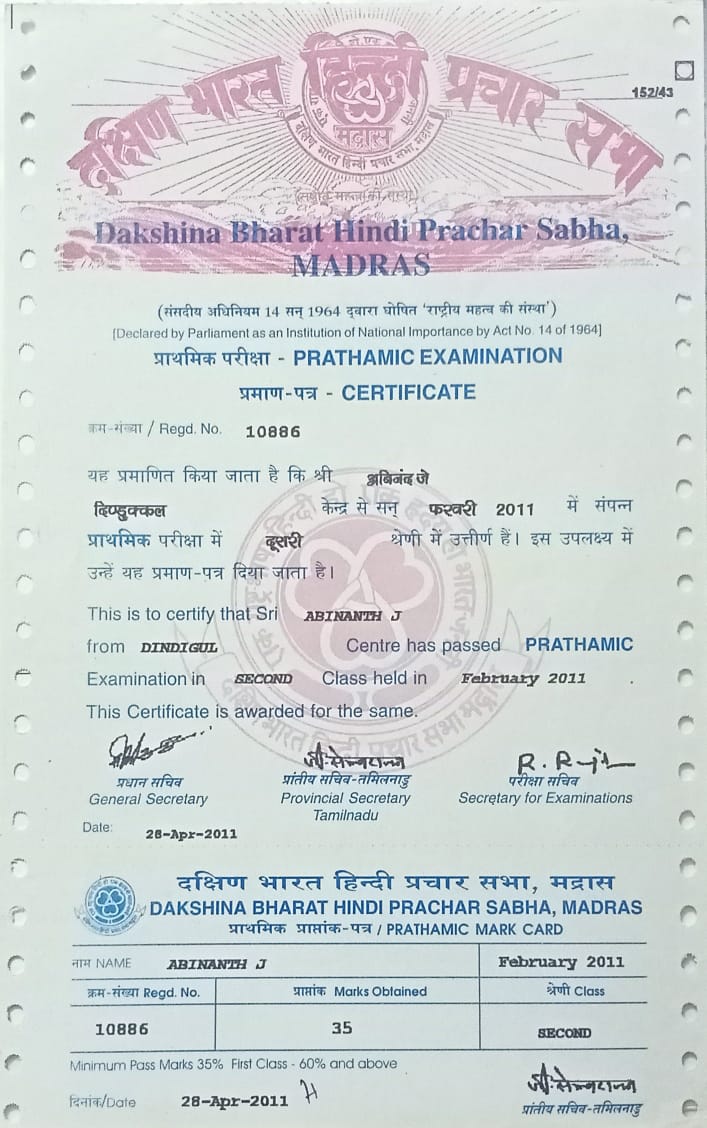 दक्षिण भारत हिन्दी प्रचार सभा
मद्रास
152/43
Dakshina Bharat Hindi Prachar Sabha,
MADRAS
(संसदीय अधिनियम 14 सन् 1964 द्वारा घोषित 'राष्ट्रीय महत्व की संस्था')
[Declared by Parliament as an Institution of National Importance by Act No. 14 of 1964]
प्राथमिक परीक्षा - PRATHAMIC EXAMINATION
प्रमाण-पत्र - CERTIFICATE
क्रम-संख्या / Regd. No. 10886
यह प्रमाणित किया जाता है कि श्री अबिनंद जे
दिण्डुक्कल केन्द्र से सन् फरवरी 2011 में संपन्न
प्राथमिक परीक्षा में दूसरी श्रेणी में उत्तीर्ण हैं। इस उपलक्ष्य में
उन्हें यह प्रमाण-पत्र दिया जाता है।
This is to certify that Sri ABINANTH J
from DINDIGUL Centre has passed PRATHAMIC
Examination in SECOND Class held in February 2011 .
This Certificate is awarded for the same.
R. Raj
प्रधान सचिव प्रांतीय सचिव-तमिलनाडु परीक्षा सचिव
General Secretary Provincial Secretary Secretary for Examinations
Tamilnadu
Date: 28-Apr-2011
दक्षिण भारत हिन्दी प्रचार सभा, मद्रास
DAKSHINA BHARAT HINDI PRACHAR SABHA, MADRAS
प्राथमिक प्राप्तांक-पत्र / PRATHAMIC MARK CARD
नाम NAME ABINANTH J February 2011
क्रम-संख्या Regd. No. प्राप्तांक Marks Obtained श्रेणी Class
10886 35 SECOND
Minimum Pass Marks 35% First Class - 60% and above
दिनांक/Date 28-Apr-2011
प्रांतीय सचिव-तमिलनाडु